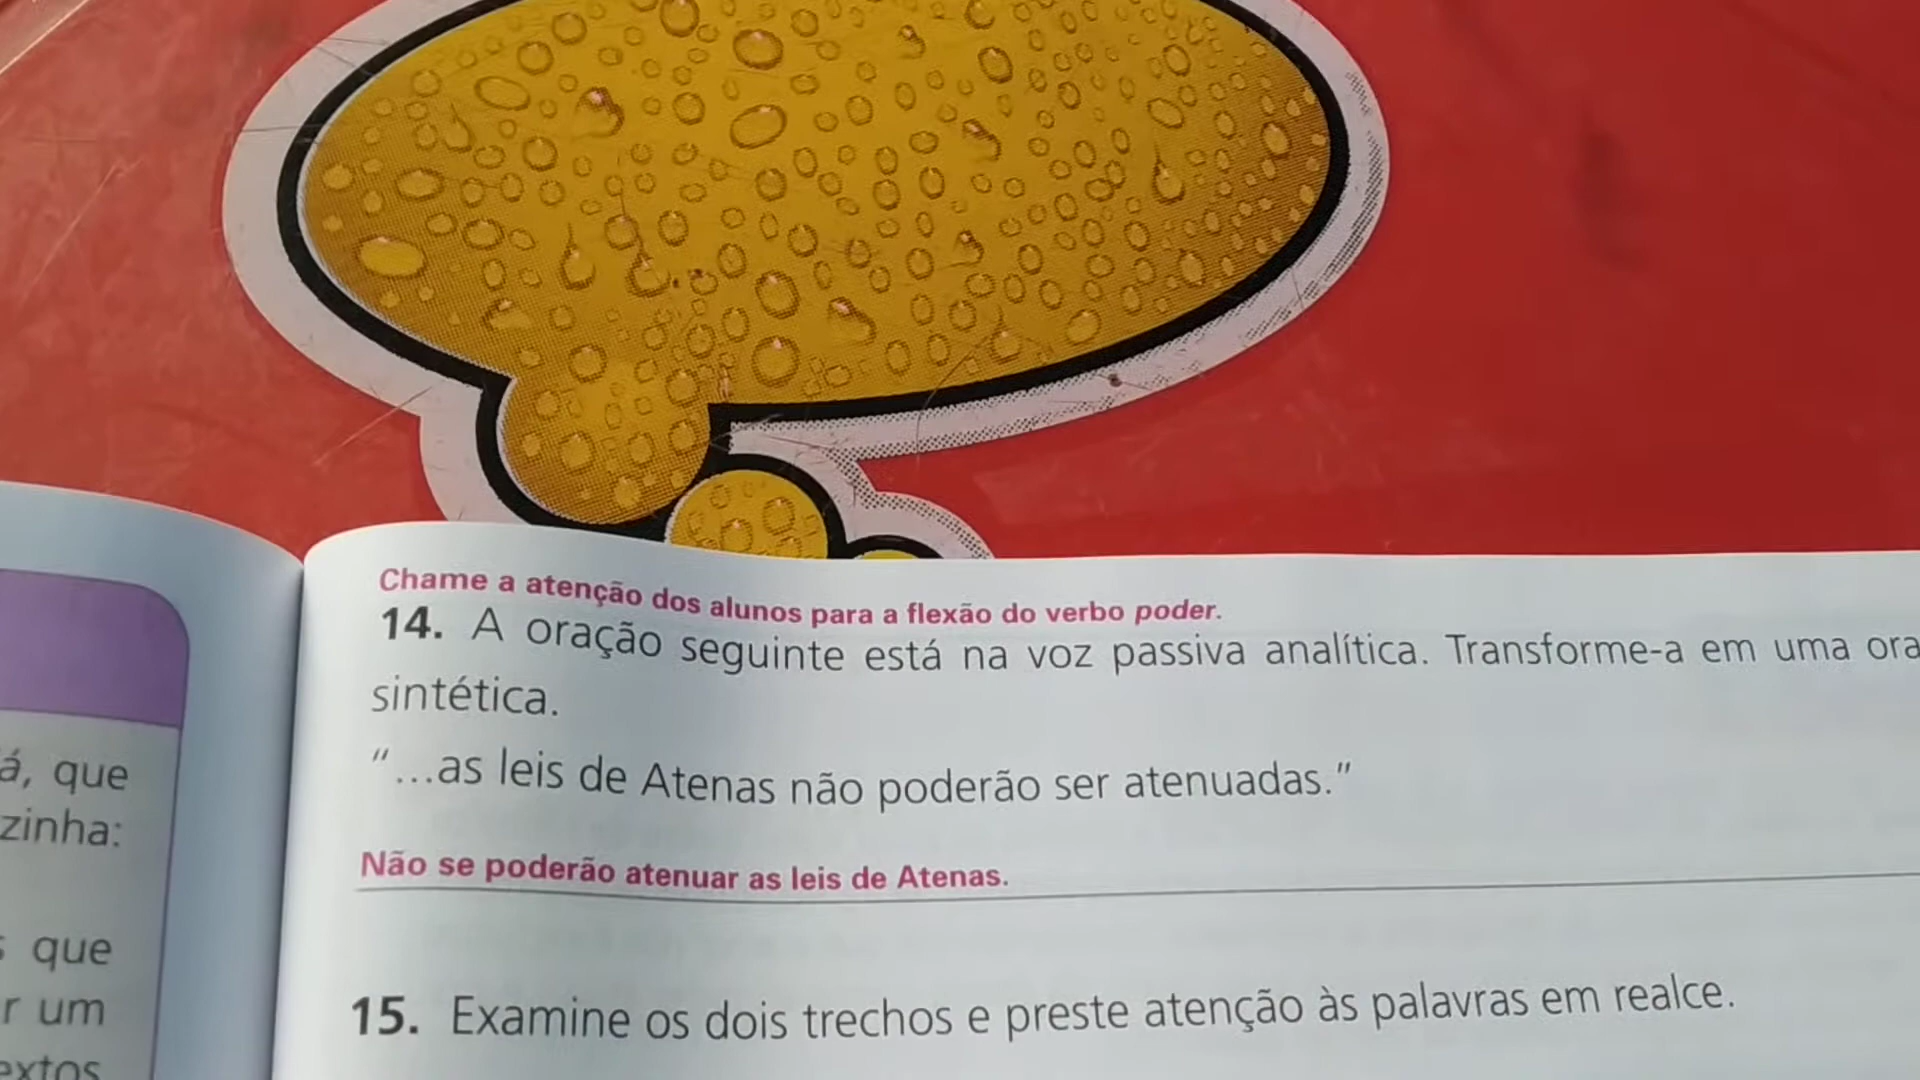 á, que
zinha:
que
r um
Chame a atenção dos alunos para a flexão do verbo poder.
14. A oração seguinte está na voz passiva analítica. Transforme-a em uma
sintética.
“...as leis de Atenas não poderão ser atenuadas.”
Não se poderão atenuar as leis de Atenas.
15. Examine os dois trechos e preste atenção às palavras em realce.